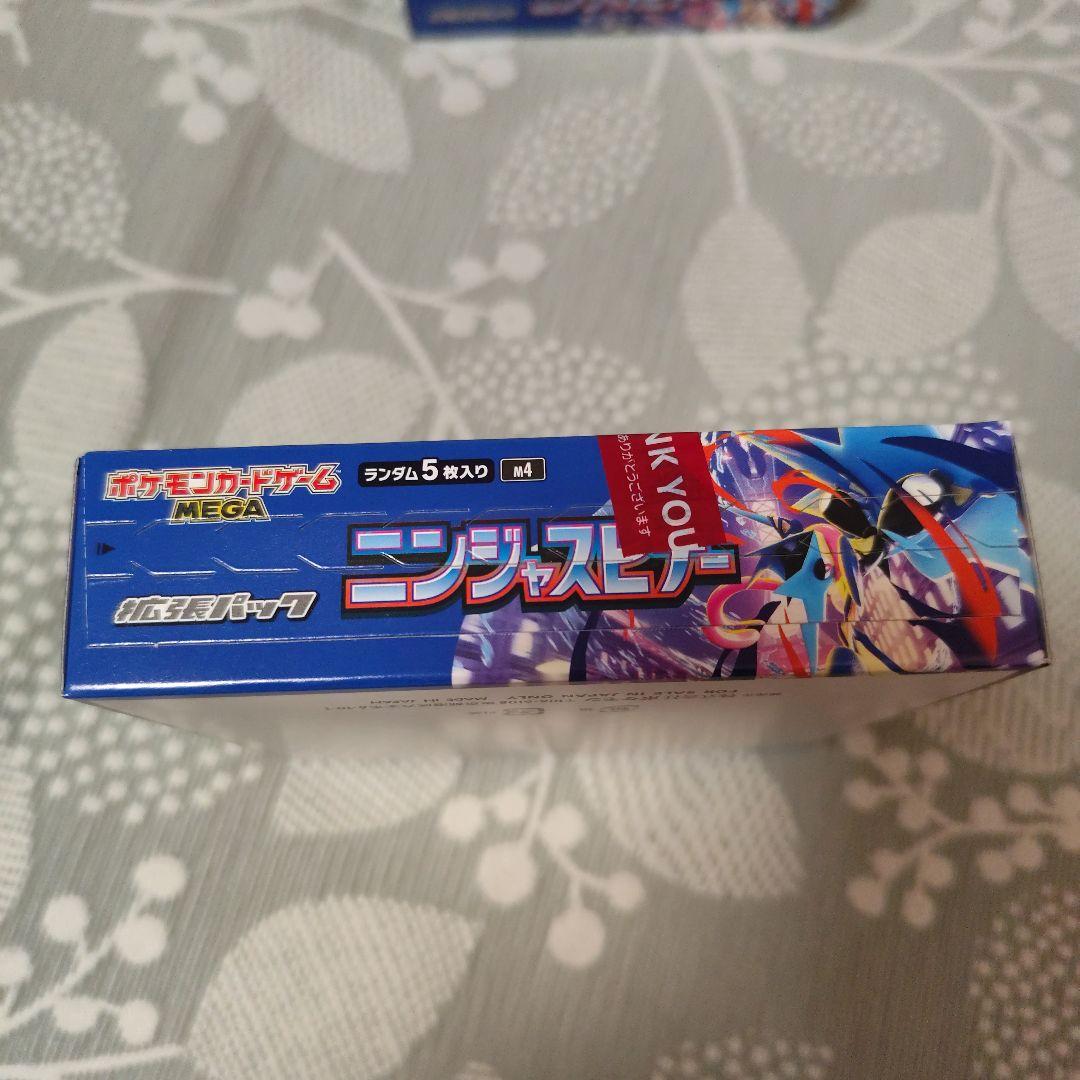 ポケモンカードゲーム
MEGA
ランダム5枚入り
m4
ニンジャスピナー
拡張パック
NK YOU
ありがとうございます
FOR SALE IN JAPAN ONLY
MADE IN JAPAN